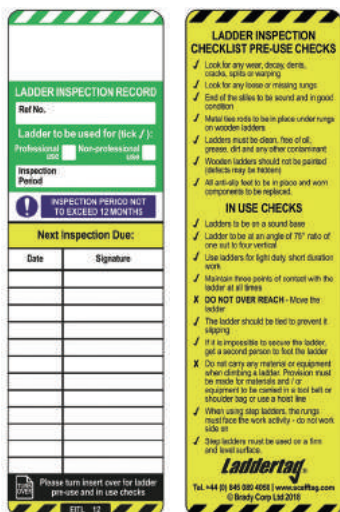 LADDER INSPECTION RECORD
Ref No.
Ladder to be used for (tick ✓):
Professional use
Non-professional use
Inspection Period
INSPECTION PERIOD NOT
TO EXCEED 12 MONTHS
Next Inspection Due:
Date Signature
TURN OVER
Please turn insert over for ladder
pre-use and in use checks
EITL 12
LADDER INSPECTION
CHECKLIST PRE-USE CHECKS
✓ Look for any wear, decay, dents,
cracks, splits or warping
✓ Look for any loose or missing rungs
✓ End of the stiles to be sound and in good
condition
✓ Metal ties rods to be in place under rungs
on wooden ladders
✓ Ladders must be clean, free of oil,
grease, dirt and any other contaminant
✓ Wooden ladders should not be painted
(defects may be hidden)
✓ All anti-slip feet to be in place and worn
components to be replaced.
IN USE CHECKS
✓ Ladders to be on a sound base
✓ Ladder to be at an angle of 75° ratio of
one out to four vertical
✓ Use ladders for light duty, short duration
work
✓ Maintain three points of contact with the
ladder at all times
✗ DO NOT OVER REACH - Move the
ladder
✓ The ladder should be tied to prevent it
slipping
✓ If it is impossible to secure the ladder,
get a second person to foot the ladder
✗ Do not carry any material or equipment
when climbing a ladder. Provision must
be made for materials and / or
equipment to be carried in a tool belt or
shoulder bag or use a hoist line
✓ When using step ladders, the rungs
must face the work activity - do not work
side on
✓ Step ladders must be used on a firm
and level surface.
Laddertag.
Tel. +44 (0) 845 089 4050 | www.scafftag.com
© Brady Corp Ltd 2018